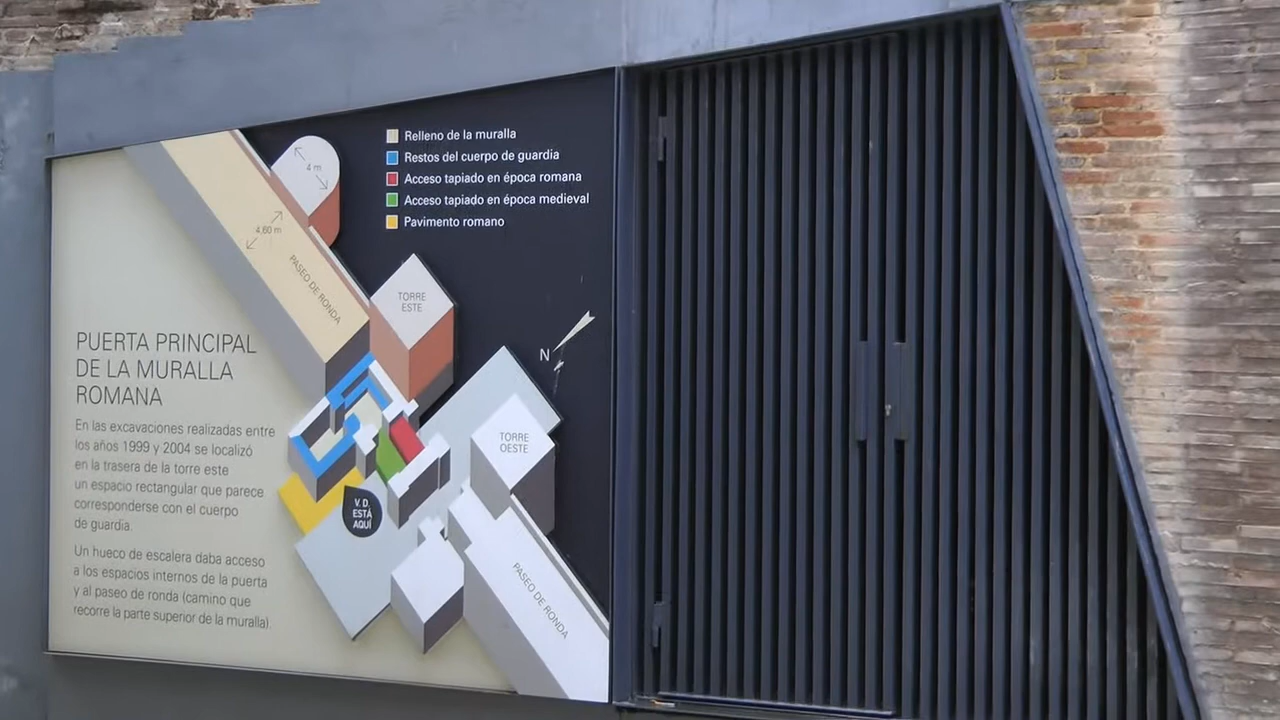 Relleno de la muralla
Restos del cuerpo de guardia
Acceso tapiado en época romana
Acceso tapiado en época medieval
Pavimento romano
4 m
4,60 m
PASEO DE RONDA
TORRE
ESTE
N
TORRE
OESTE
V. D.
ESTÁ
AQUÍ
PASEO DE RONDA
PUERTA PRINCIPAL
DE LA MURALLA
ROMANA
En las excavaciones realizadas entre
los años 1999 y 2004 se localizó
en la trasera de la torre este
un espacio rectangular que parece
corresponderse con el cuerpo
de guardia.
Un hueco de escalera daba acceso
a los espacios internos de la puerta
y al paseo de ronda (camino que
recorre la parte superior de la muralla).